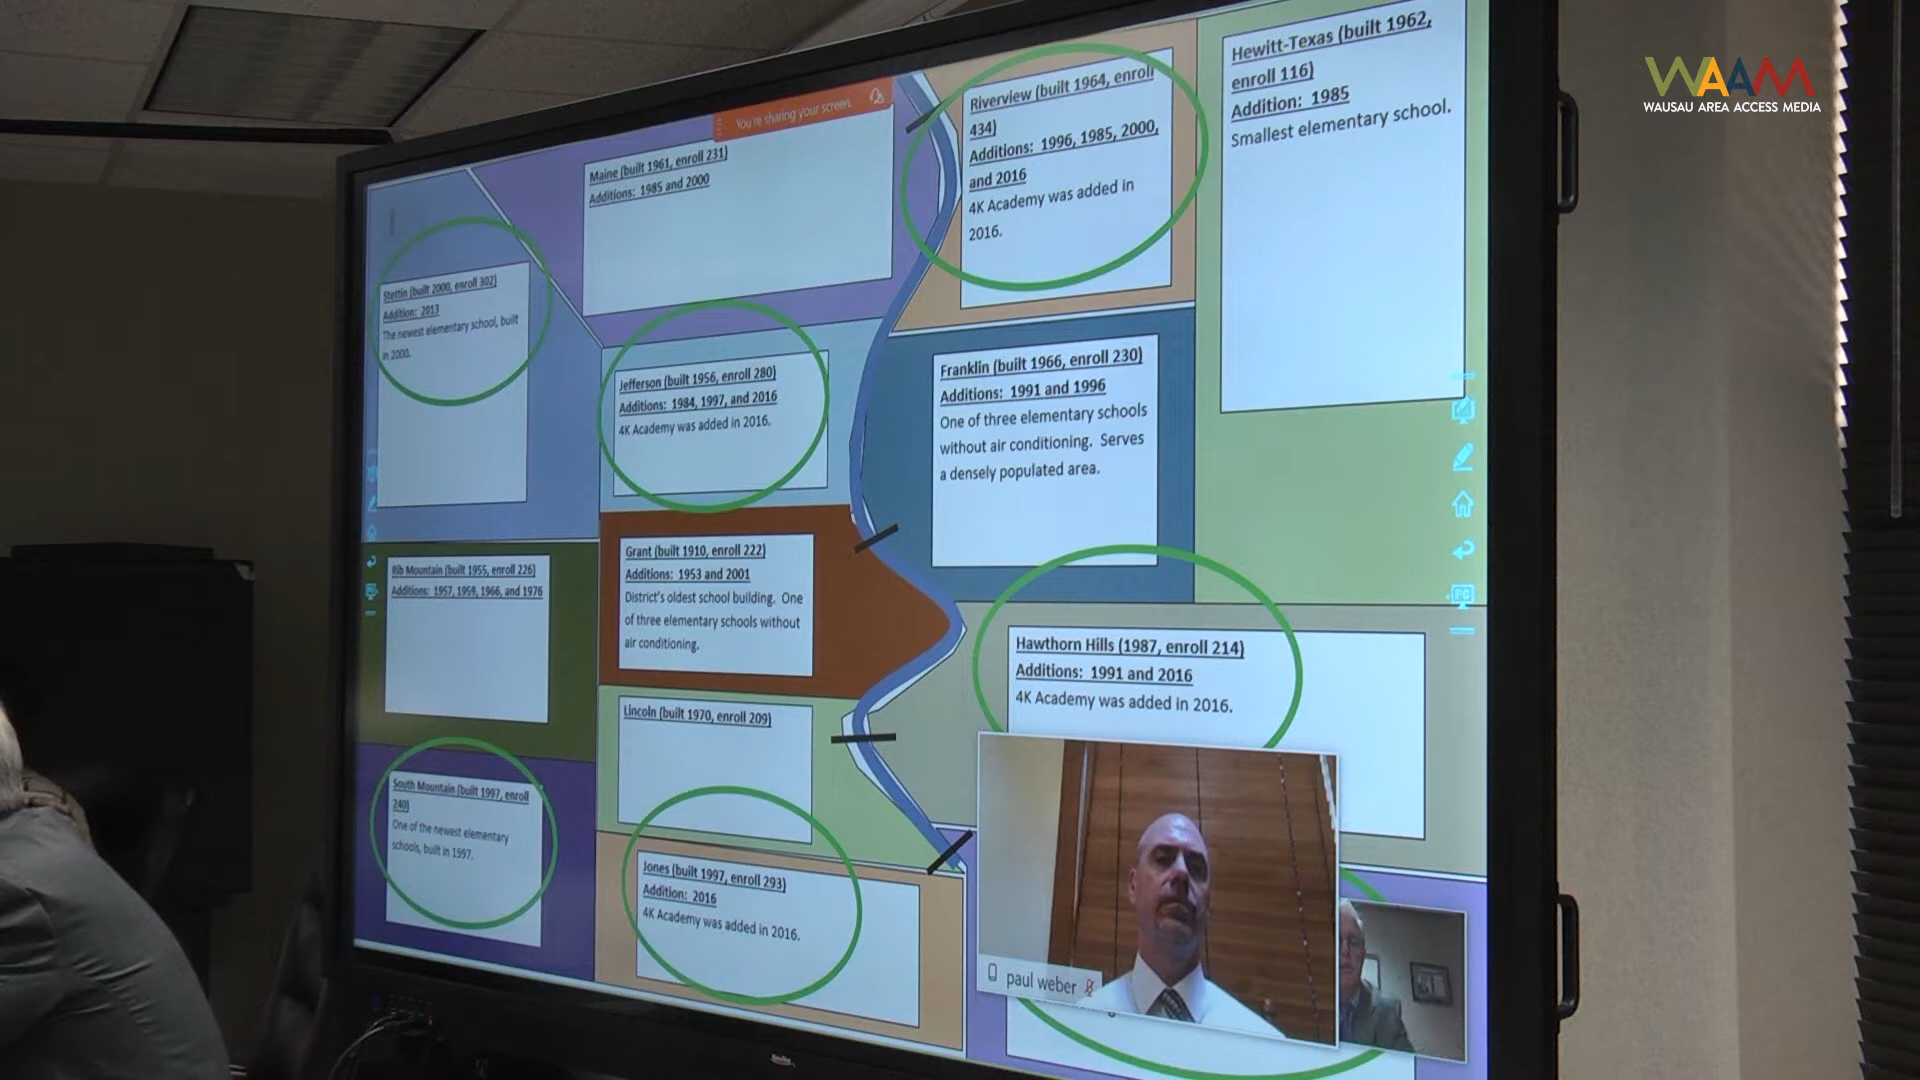 WAAM
WAUSAU AREA ACCESS MEDIA
You're sharing your screen.
Hewitt-Texas (built 1962,
enroll 116)
Addition: 1985
Smallest elementary school.
Riverview (built 1964, enroll
434)
Additions: 1996, 1985, 2000,
and 2016
4K Academy was added in
2016.
Maine (built 1961, enroll 231)
Additions: 1985 and 2000
Stettin (built 2000, enroll 302)
Addition: 2013
The newest elementary school, built
in 2000.
Jefferson (built 1956, enroll 280)
Additions: 1984, 1997, and 2016
4K Academy was added in 2016.
Franklin (built 1966, enroll 230)
Additions: 1991 and 1996
One of three elementary schools
without air conditioning. Serves
a densely populated area.
Rib Mountain (built 1955, enroll 226)
Additions: 1957, 1959, 1966, and 1976
Grant (built 1910, enroll 222)
Additions: 1953 and 2001
District's oldest school building. One
of three elementary schools without
air conditioning.
Hawthorn Hills (1987, enroll 214)
Additions: 1991 and 2016
4K Academy was added in 2016.
Lincoln (built 1970, enroll 209)
South Mountain (built 1997, enroll
240)
One of the newest elementary
schools, built in 1997.
Jones (built 1997, enroll 293)
Addition: 2016
4K Academy was added in 2016.
paul weber
PC